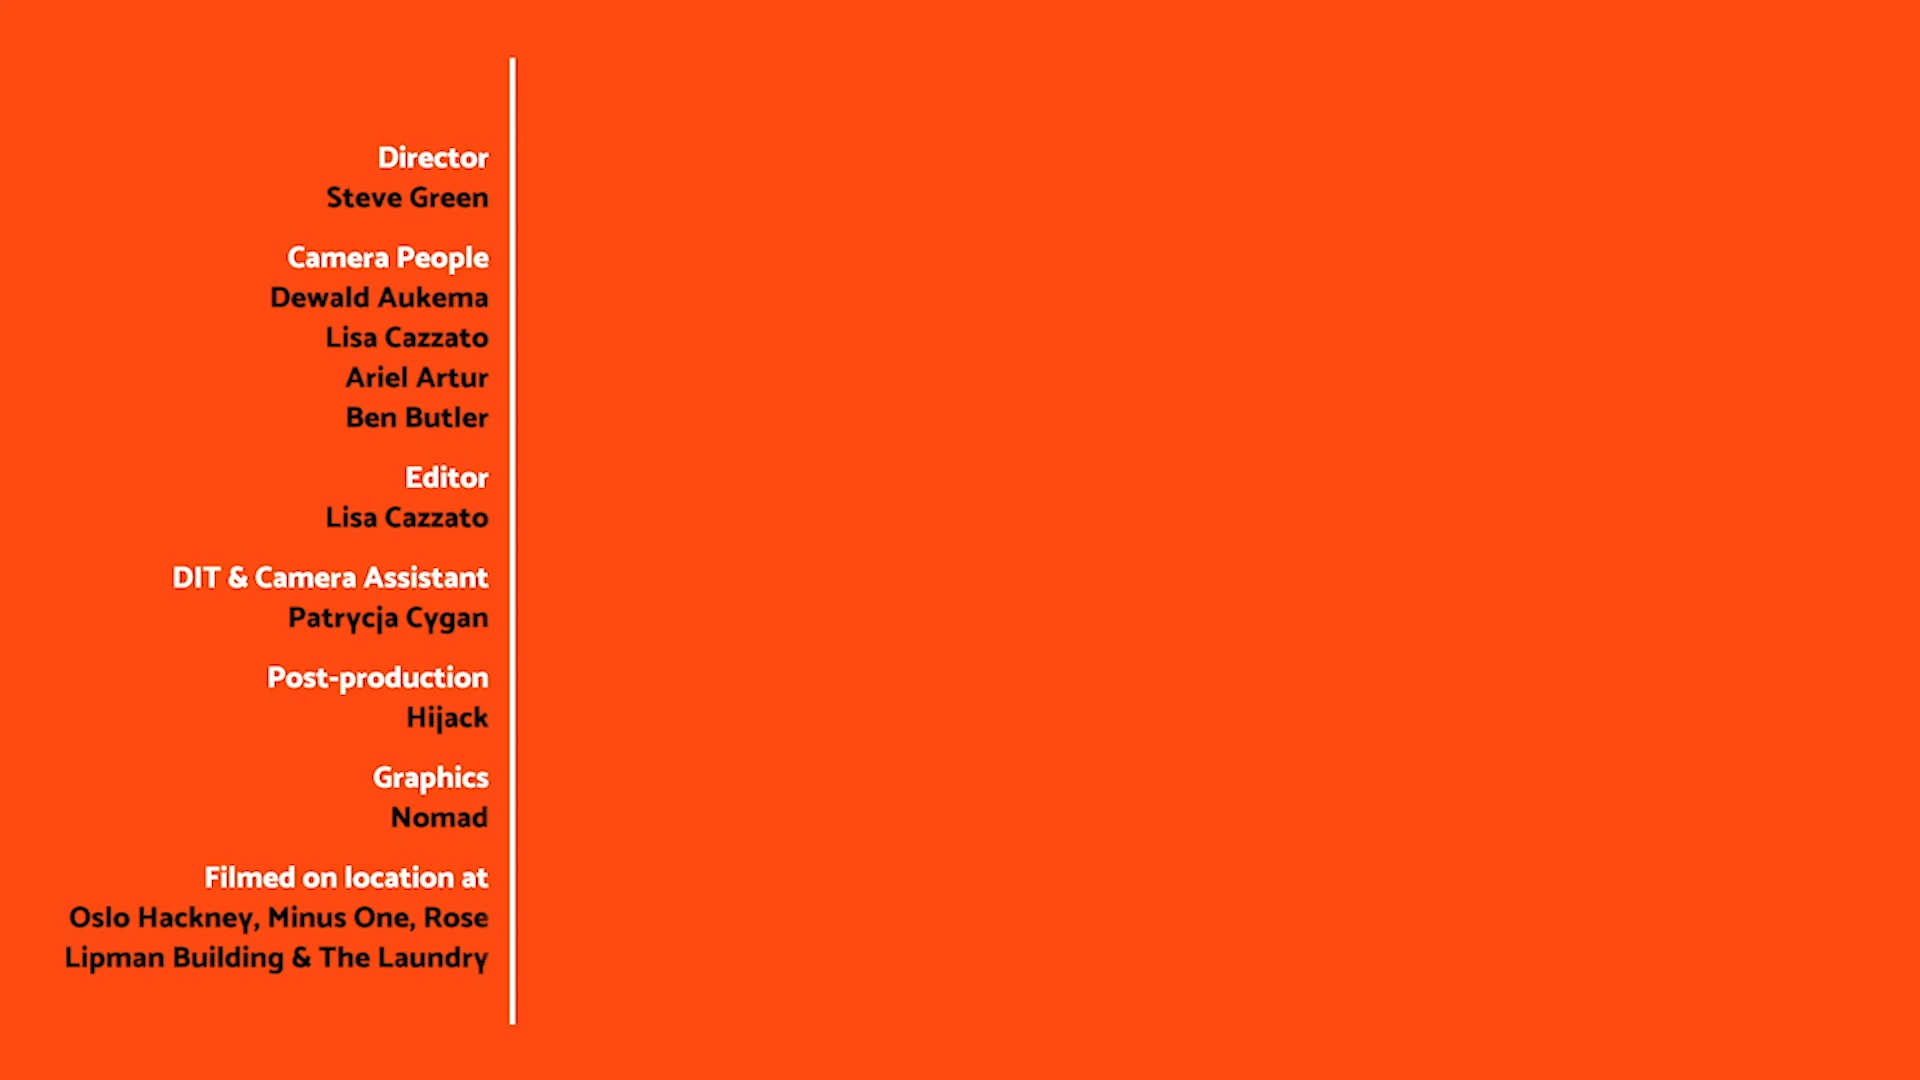 Director
Steve Green
Camera People
Dewald Aukema
Lisa Cazzato
Ariel Artur
Ben Butler
Editor
Lisa Cazzato
DIT & Camera Assistant
Patrycja Cygan
Post-production
Hijack
Graphics
Nomad
Filmed on location at
Oslo Hackney, Minus One, Rose
Lipman Building & The Laundry